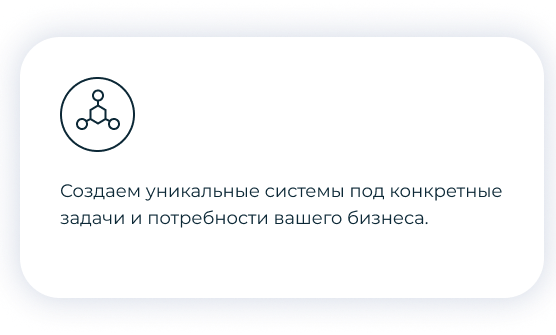 Создаем уникальные системы под конкретные
задачи и потребности вашего бизнеса.